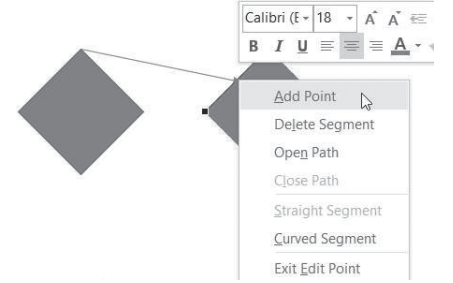 Calibri (E 18 A A
B I U A
Add Point
Delete Segment
Open Path
Close Path
Straight Segment
Curved Segment
Exit Edit Point